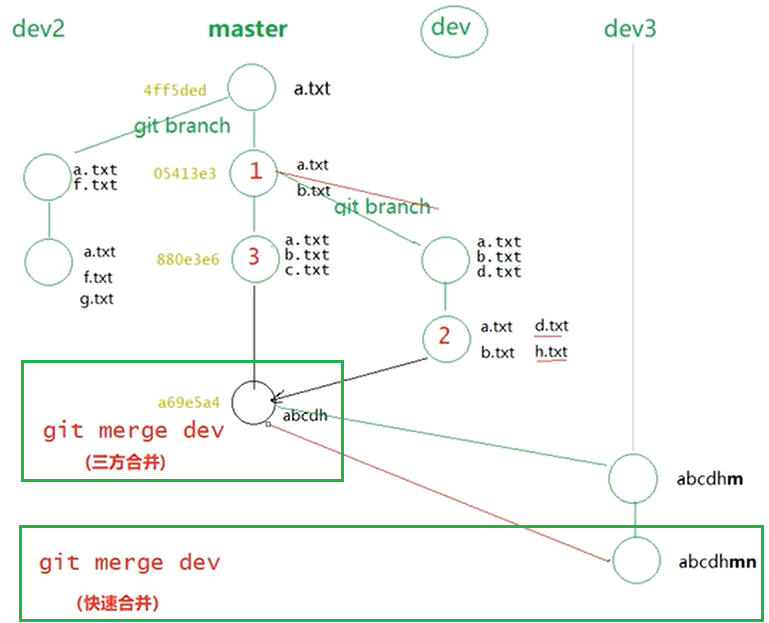 dev2
master
dev
dev3
4ff5ded
a.txt
git branch
a.txt
f.txt
05413e3
1
a.txt
b.txt
git branch
a.txt
f.txt
g.txt
880e3e6
3
a.txt
b.txt
c.txt
a.txt
b.txt
d.txt
2
a.txt
d.txt
b.txt
h.txt
a69e5a4
abcdh
git merge dev
(三方合并)
abcdhm
git merge dev
(快速合并)
abcdhmn